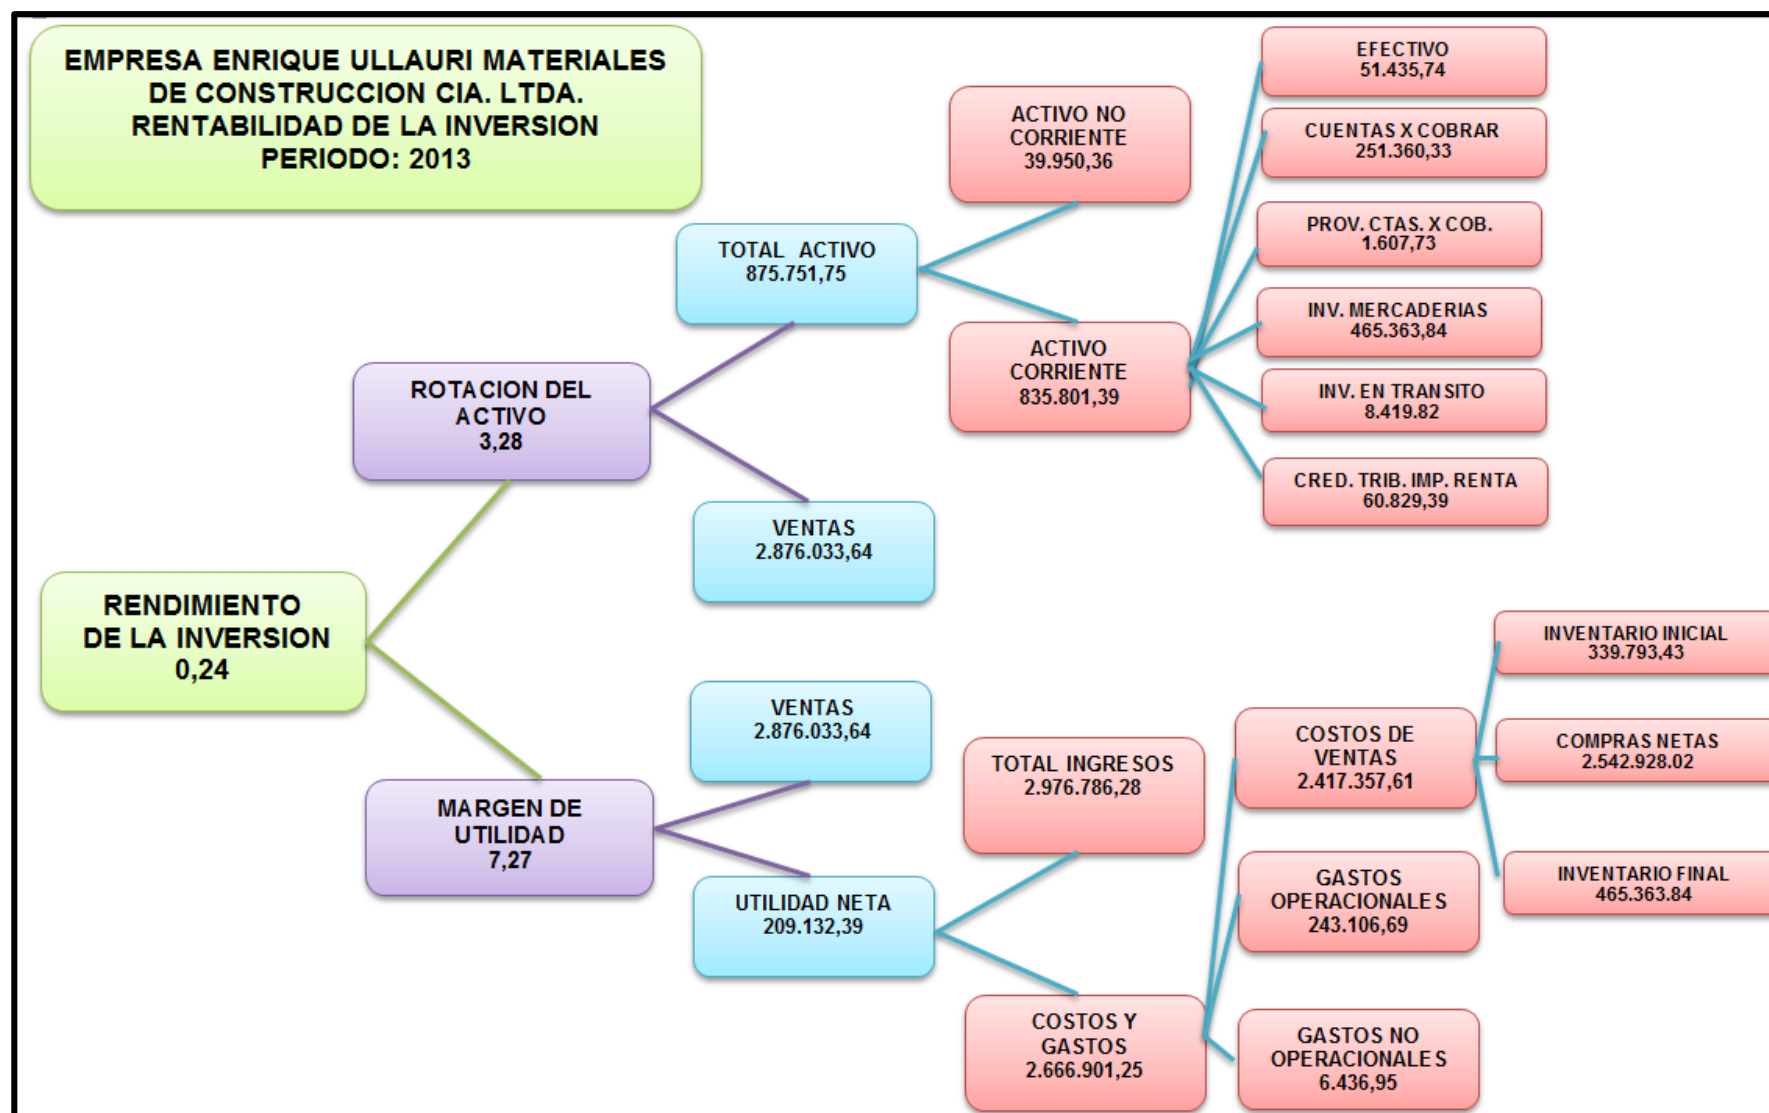 EMPRESA ENRIQUE ULLAURI MATERIALES
DE CONSTRUCCION CIA. LTDA.
RENTABILIDAD DE LA INVERSION
PERIODO: 2013
EFECTIVO
51.435,74
CUENTAS X COBRAR
251.360,33
PROV. CTAS. X COB.
1.607,73
INV. MERCADERIAS
465.363,84
INV. EN TRANSITO
8.419.82
CRED. TRIB. IMP. RENTA
60.829,39
ACTIVO NO
CORRIENTE
39.950,36
ACTIVO
CORRIENTE
835.801,39
TOTAL ACTIVO
875.751,75
ROTACION DEL
ACTIVO
3,28
VENTAS
2.876.033,64
RENDIMIENTO
DE LA INVERSION
0,24
VENTAS
2.876.033,64
MARGEN DE
UTILIDAD
7,27
UTILIDAD NETA
209.132,39
TOTAL INGRESOS
2.976.786,28
COSTOS Y
GASTOS
2.666.901,25
COSTOS DE
VENTAS
2.417.357,61
GASTOS
OPERACIONALES
243.106,69
GASTOS NO
OPERACIONALES
6.436,95
INVENTARIO INICIAL
339.793,43
COMPRAS NETAS
2.542.928.02
INVENTARIO FINAL
465.363.84